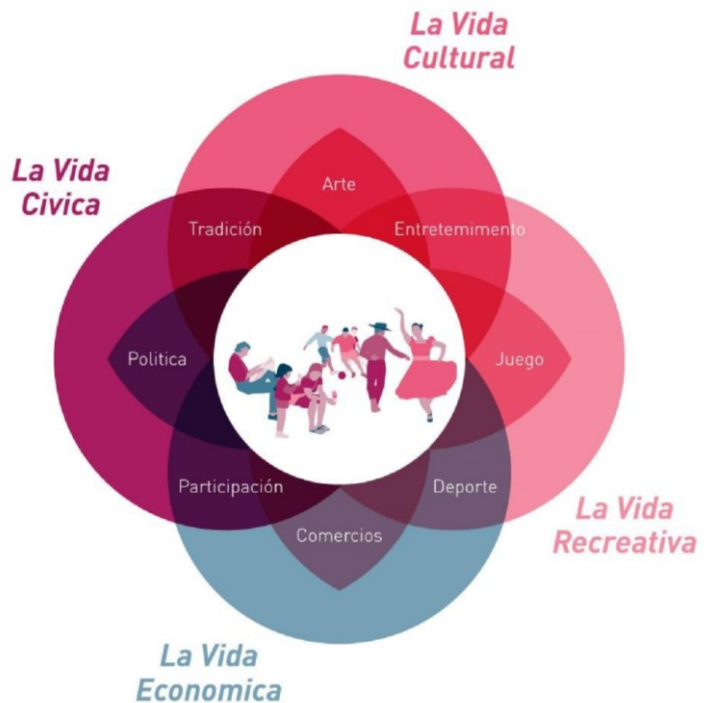 La Vida
Cultural
La Vida
Civica
Arte
Tradición
Entretemimento
Politica
Juego
Participación
Deporte
Comercios
La Vida
Recreativa
La Vida
Economica